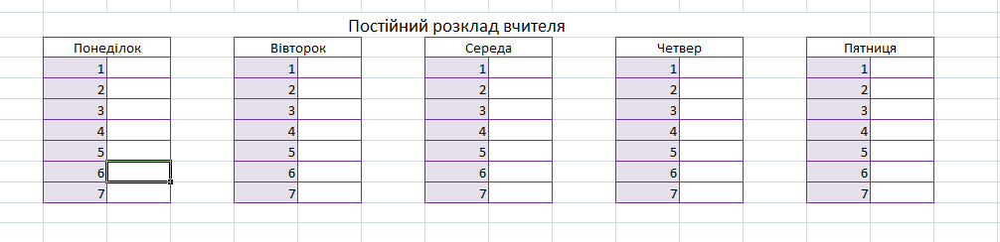 Постійний розклад вчителя
Понеділок Вівторок Середа Четвер Пятниця
1 1 1 1 1
2 2 2 2 2
3 3 3 3 3
4 4 4 4 4
5 5 5 5 5
6 6 6 6 6
7 7 7 7 7